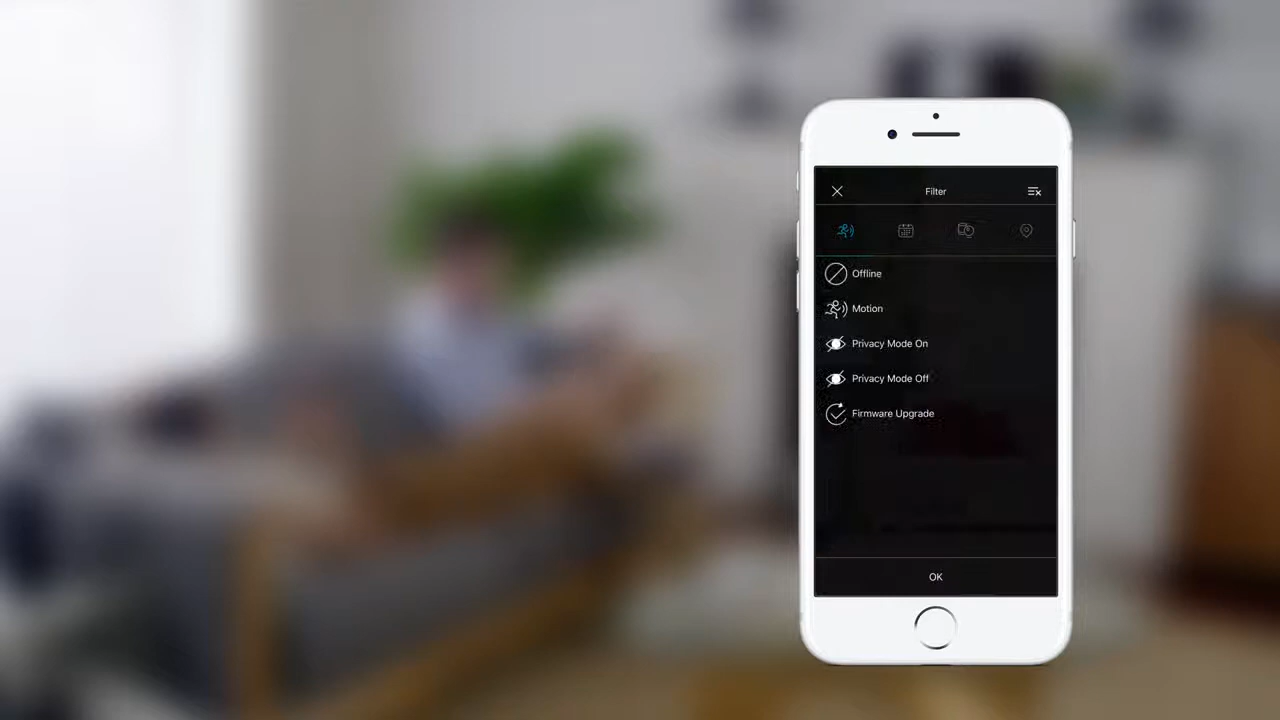 Filter
Offline
Motion
Privacy Mode On
Privacy Mode Off
Firmware Upgrade
OK